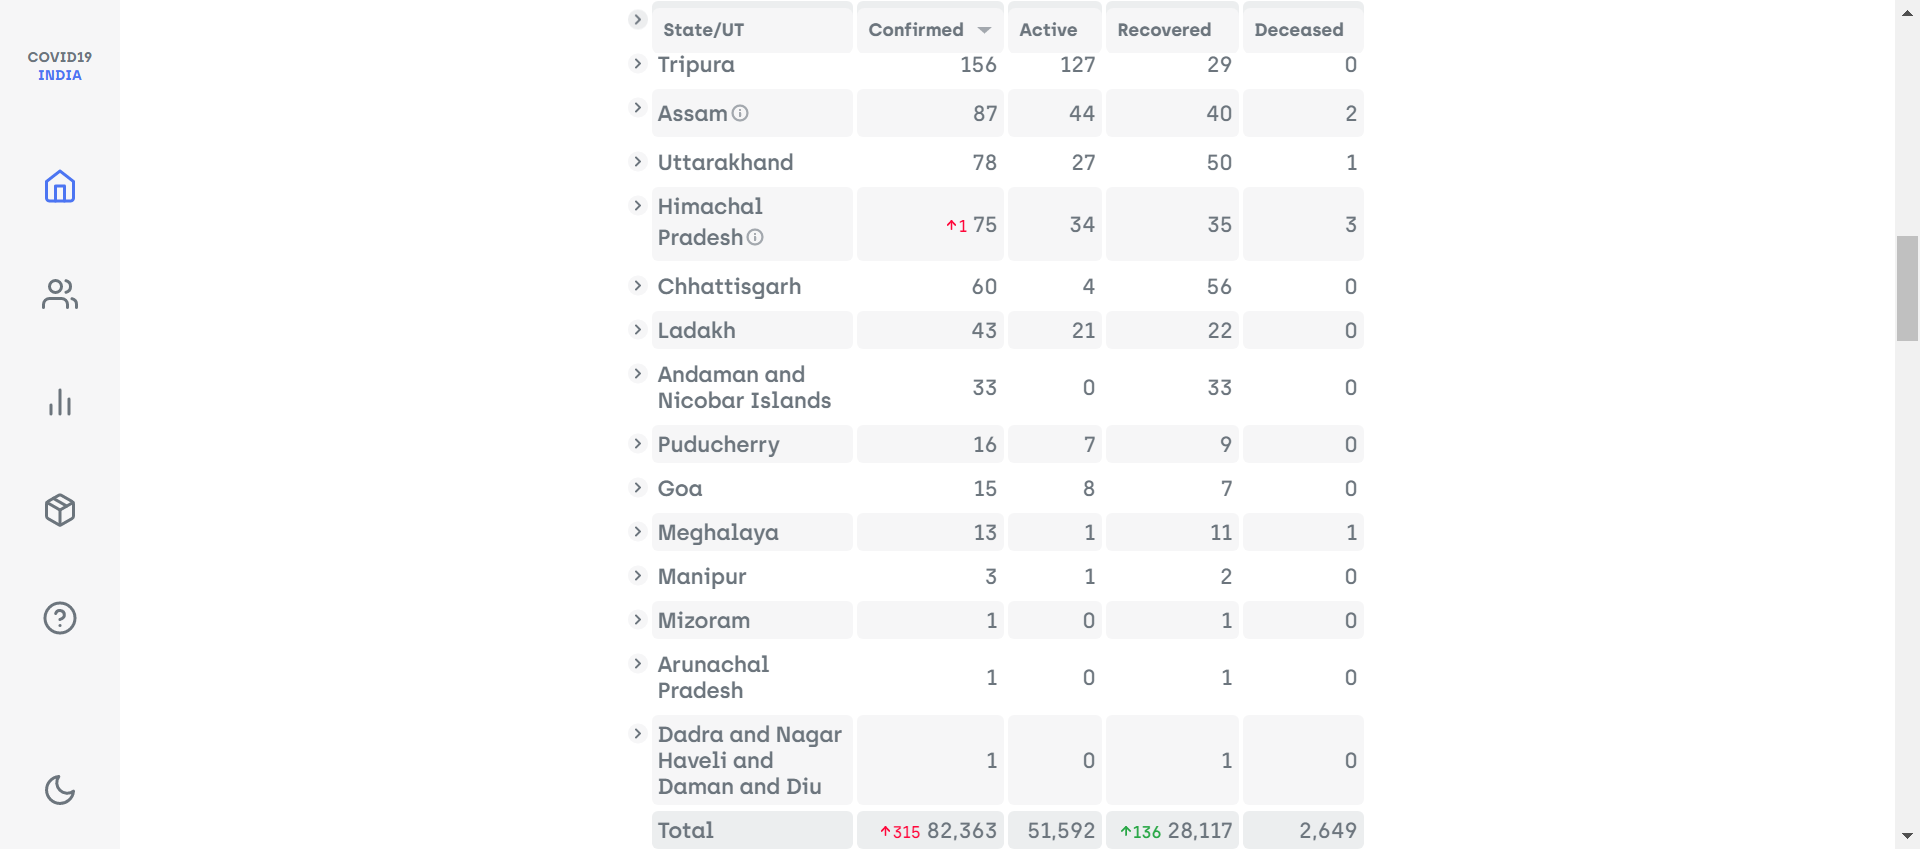 COVID19
INDIA
State/UT Confirmed Active Recovered Deceased
Tripura 156 127 29 0
Assam 87 44 40 2
Uttarakhand 78 27 50 1
Himachal
Pradesh ↑1 75 34 35 3
Chhattisgarh 60 4 56 0
Ladakh 43 21 22 0
Andaman and
Nicobar Islands 33 0 33 0
Puducherry 16 7 9 0
Goa 15 8 7 0
Meghalaya 13 1 11 1
Manipur 3 1 2 0
Mizoram 1 0 1 0
Arunachal
Pradesh 1 0 1 0
Dadra and Nagar
Haveli and 1 0 1 0
Daman and Diu
Total ↑315 82,363 51,592 ↑136 28,117 2,649